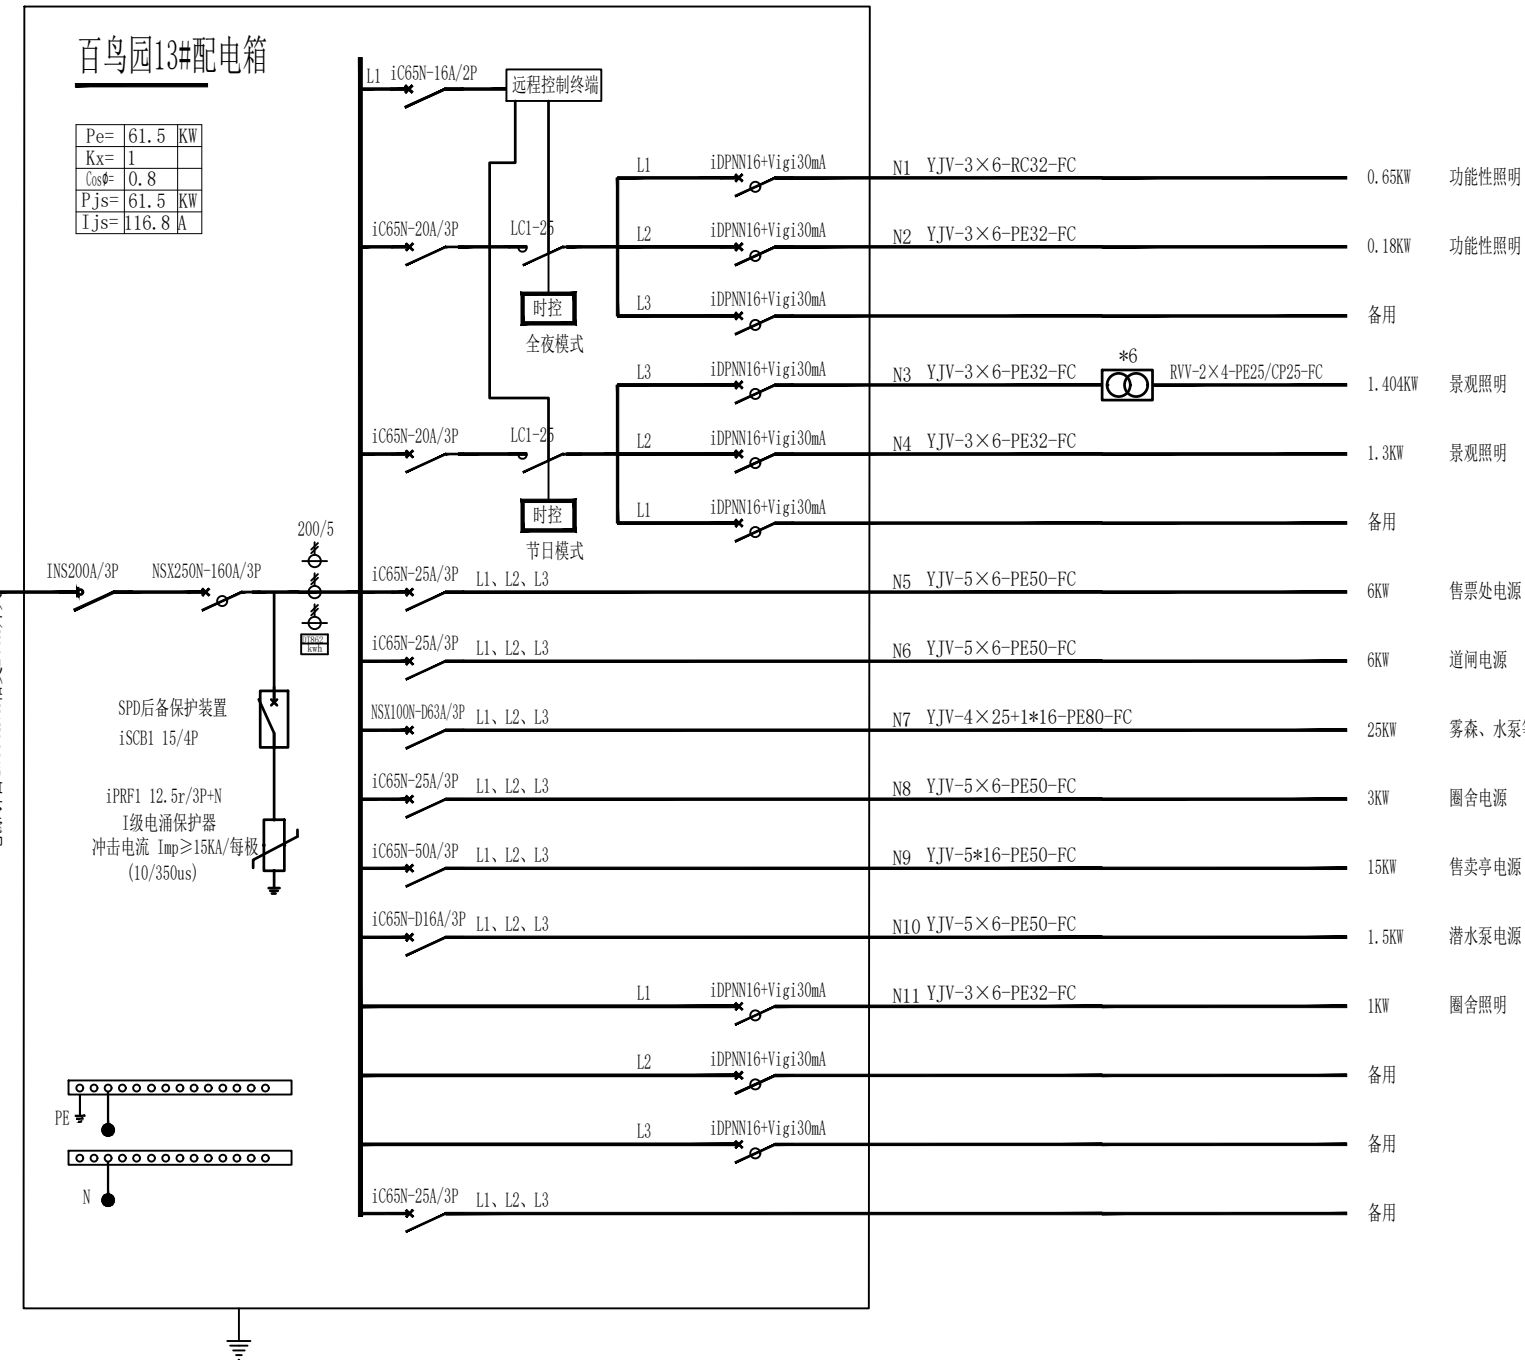 百鸟园13#配电箱
Pe= 61.5 KW
Kx= 1
Cosφ= 0.8
Pjs= 61.5 KW
Ijs= 116.8 A
L1 iC65N-16A/2P 远程控制终端
L1 iDPNN16+Vigi30mA N1 YJV-3×6-RC32-FC 0.65KW 功能性照明
iC65N-20A/3P LC1-25 L2 iDPNN16+Vigi30mA N2 YJV-3×6-PE32-FC 0.18KW 功能性照明
时控 L3 iDPNN16+Vigi30mA 备用
全夜模式
L3 iDPNN16+Vigi30mA N3 YJV-3×6-PE32-FC *6 RVV-2×4-PE25/CP25-FC 1.404KW 景观照明
iC65N-20A/3P LC1-25 L2 iDPNN16+Vigi30mA N4 YJV-3×6-PE32-FC 1.3KW 景观照明
时控 L1 iDPNN16+Vigi30mA 备用
节日模式
200/5
INS200A/3P NSX250N-160A/3P iC65N-25A/3P L1、L2、L3 N5 YJV-5×6-PE50-FC 6KW 售票处电源
kwh
iC65N-25A/3P L1、L2、L3 N6 YJV-5×6-PE50-FC 6KW 道闸电源
SPD后备保护装置
iSCB1 15/4P
NSX100N-D63A/3P L1、L2、L3 N7 YJV-4×25+1*16-PE80-FC 25KW 雾森、水泵
iPRF1 12.5r/3P+N
I级电涌保护器
冲击电流 Imp≥15KA/每极
(10/350us)
iC65N-25A/3P L1、L2、L3 N8 YJV-5×6-PE50-FC 3KW 圈舍电源
iC65N-50A/3P L1、L2、L3 N9 YJV-5*16-PE50-FC 15KW 售卖亭电源
iC65N-D16A/3P L1、L2、L3 N10 YJV-5×6-PE50-FC 1.5KW 潜水泵电源
L1 iDPNN16+Vigi30mA N11 YJV-3×6-PE32-FC 1KW 圈舍照明
L2 iDPNN16+Vigi30mA 备用
PE
L3 iDPNN16+Vigi30mA 备用
N
iC65N-25A/3P L1、L2、L3 备用